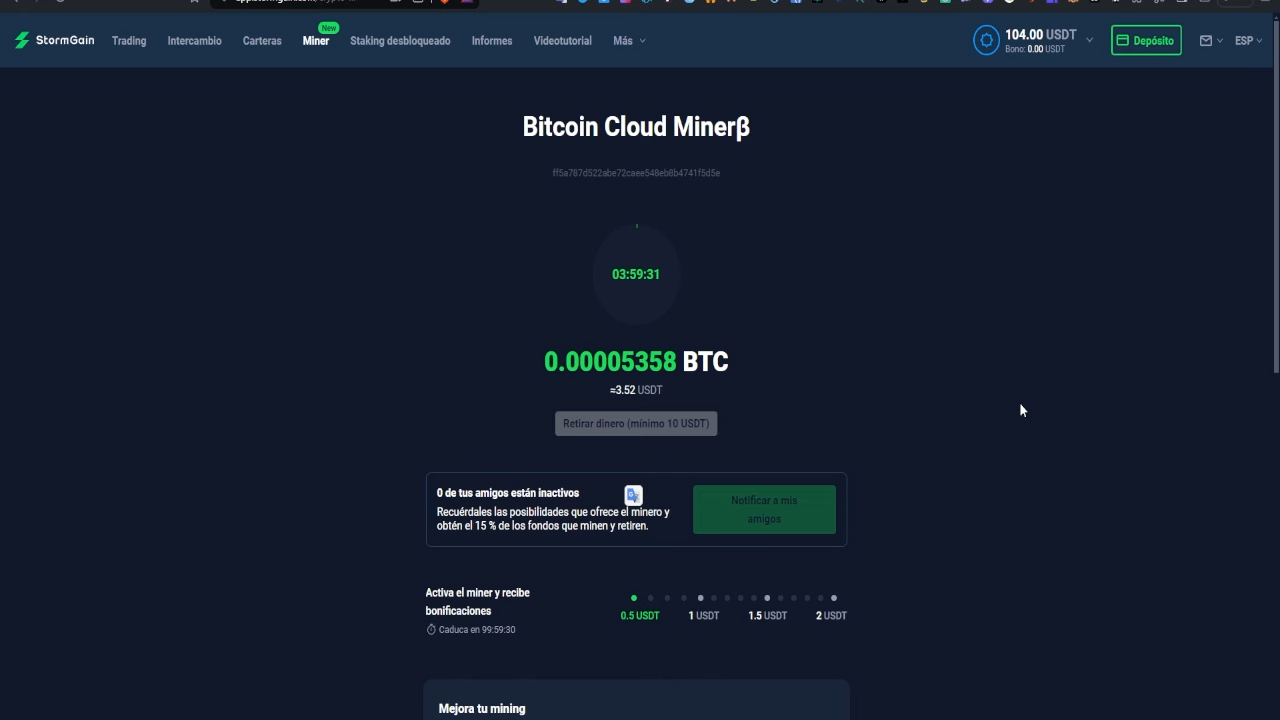 StormGain Trading Intercambio Carteras Miner New Staking desbloqueado Informes Videotutorial Más 104.00 USDT Depósito ESP
Bono: 0.00 USDT
Bitcoin Cloud Minerβ
ff5a787d522abe72caee548eb8b4741f5d5e
03:59:31
0.00005358 BTC
≈3.52 USDT
Retirar dinero (mínimo 10 USDT)
0 de tus amigos están inactivos
Recuérdales las posibilidades que ofrece el minero y
obtén el 15 % de los fondos que minen y retiren.
Notificar a mis
amigos
Activa el miner y recibe
bonificaciones
Caduca en 99:59:30
0.5 USDT 1 USDT 1.5 USDT 2 USDT
Mejora tu mining